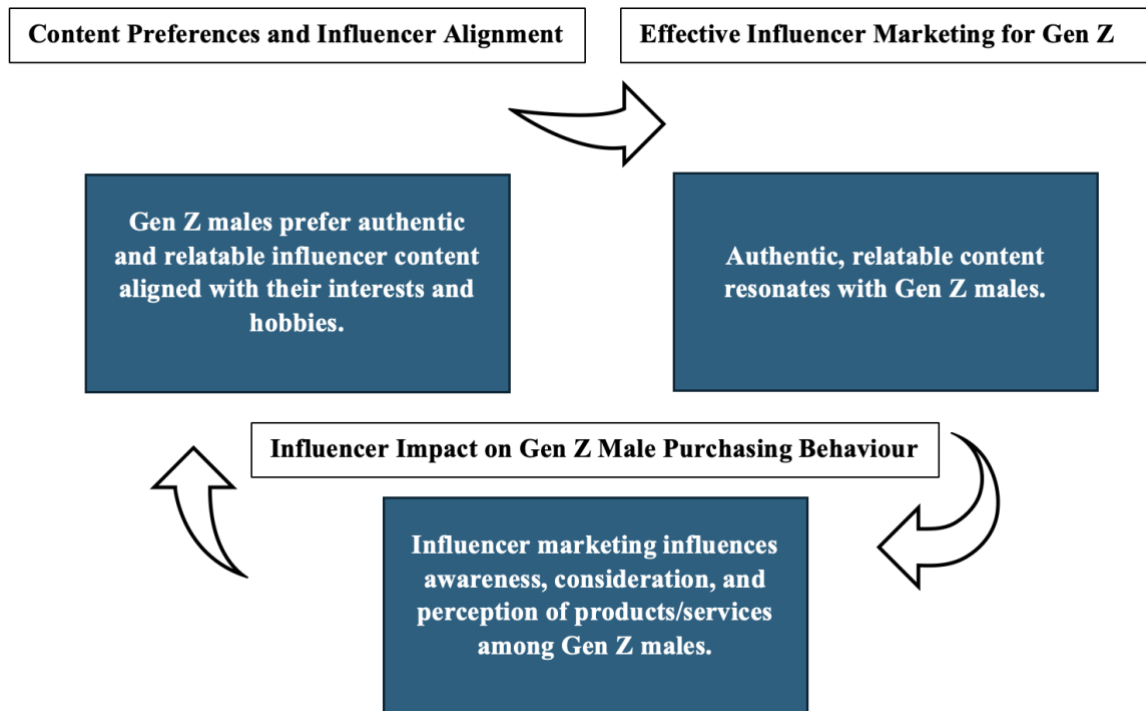 Content Preferences and Influencer Alignment
Effective Influencer Marketing for Gen Z
Gen Z males prefer authentic
and relatable influencer content
aligned with their interests and
hobbies.
Authentic, relatable content
resonates with Gen Z males.
Influencer Impact on Gen Z Male Purchasing Behaviour
Influencer marketing influences
awareness, consideration, and
perception of products/services
among Gen Z males.